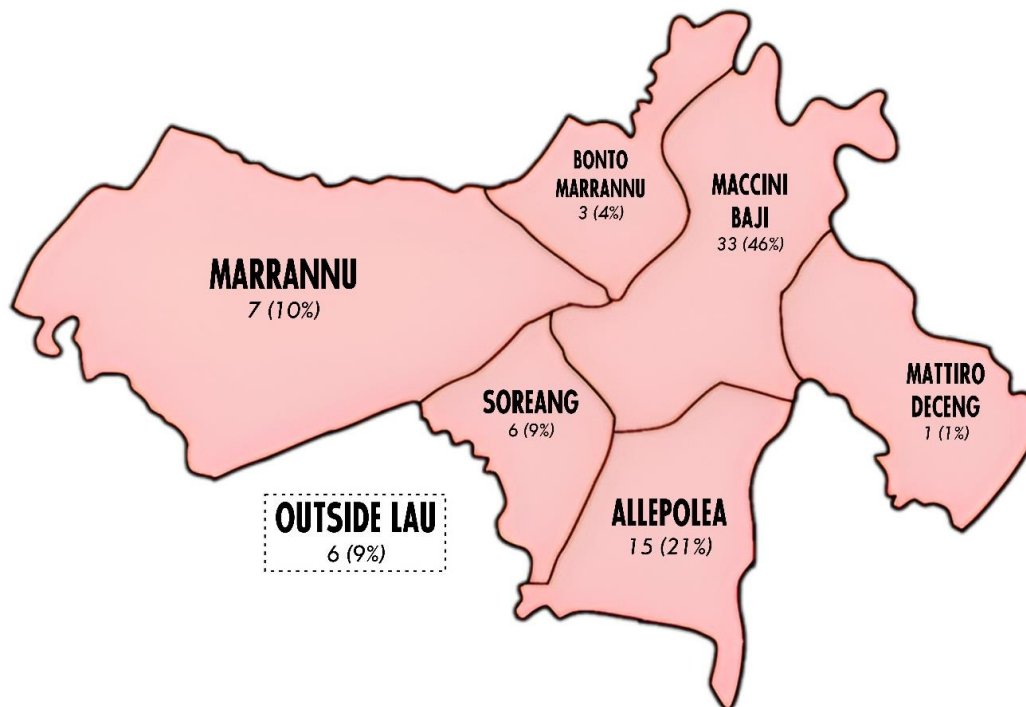 BONTO
MARRANNU
3 (4%)
MACCINI
BAJI
33 (46%)
MARRANNU
7 (10%)
MATTIRO
DECENG
1 (1%)
SOREANG
6 (9%)
OUTSIDE LAU
6 (9%)
ALLEPOLEA
15 (21%)